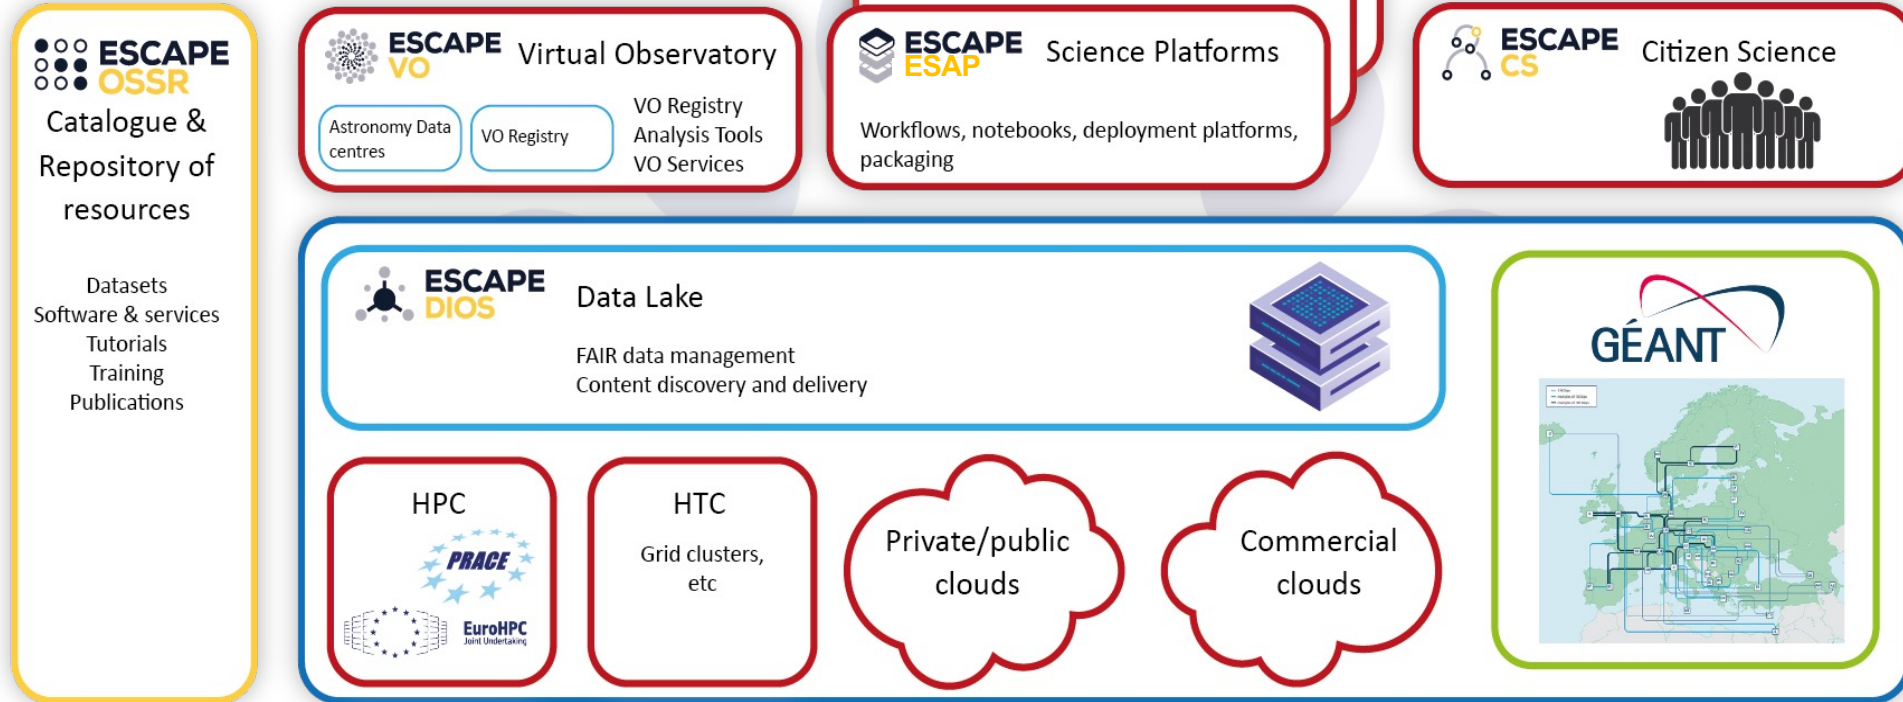 ESCAPE
OSSR
Catalogue &
Repository of
resources
Datasets
Software & services
Tutorials
Training
Publications
ESCAPE
VO
Virtual Observatory
Astronomy Data
centres
VO Registry
VO Registry
Analysis Tools
VO Services
ESCAPE
ESAP
Science Platforms
Workflows, notebooks, deployment platforms,
packaging
ESCAPE
CS
Citizen Science
ESCAPE
DIOS
Data Lake
FAIR data management
Content discovery and delivery
HPC
PRACE
EuroHPC
Joint Undertaking
HTC
Grid clusters,
etc
Private/public
clouds
Commercial
clouds
GÉANT